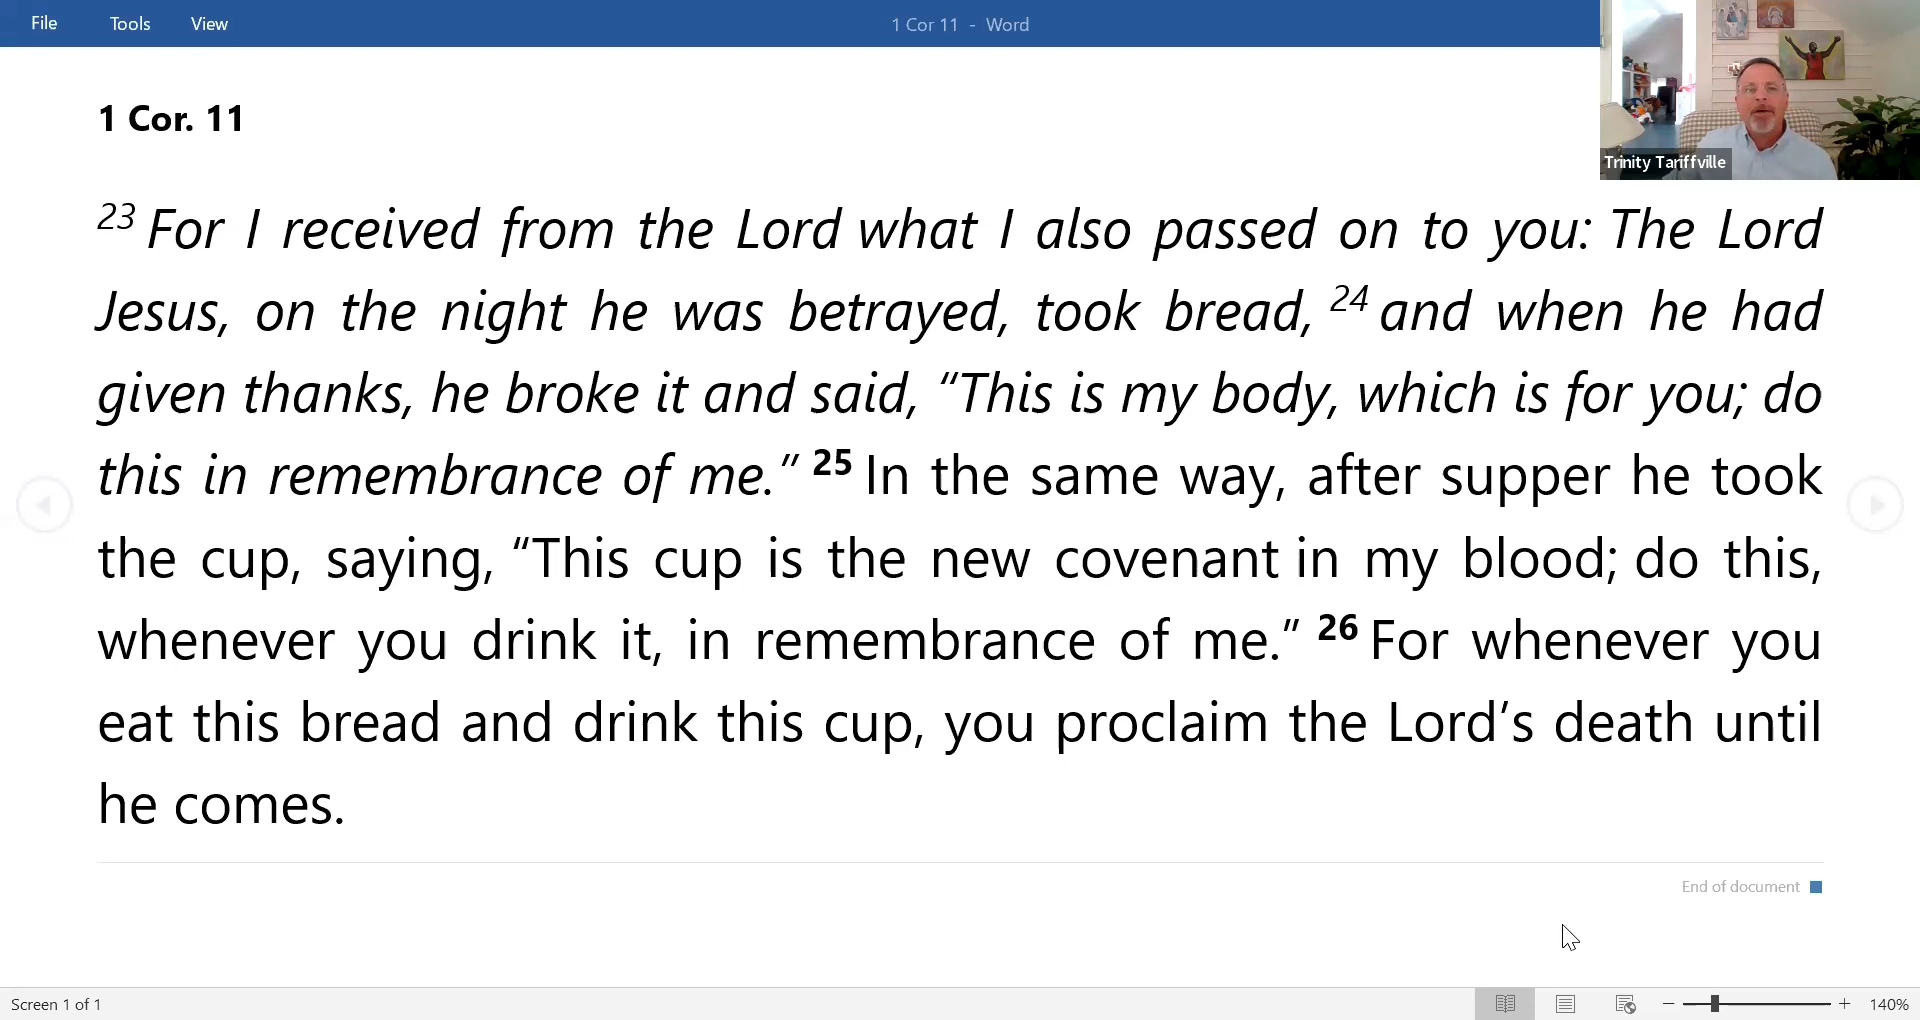 File Tools View 1 Cor 11 - Word
Trinity Tariffville
1 Cor. 11
23 For I received from the Lord what I also passed on to you: The Lord
Jesus, on the night he was betrayed, took bread, 24 and when he had
given thanks, he broke it and said, “This is my body, which is for you; do
this in remembrance of me.” 25 In the same way, after supper he took
the cup, saying, “This cup is the new covenant in my blood; do this,
whenever you drink it, in remembrance of me.” 26 For whenever you
eat this bread and drink this cup, you proclaim the Lord’s death until
he comes.
End of document
Screen 1 of 1 140%